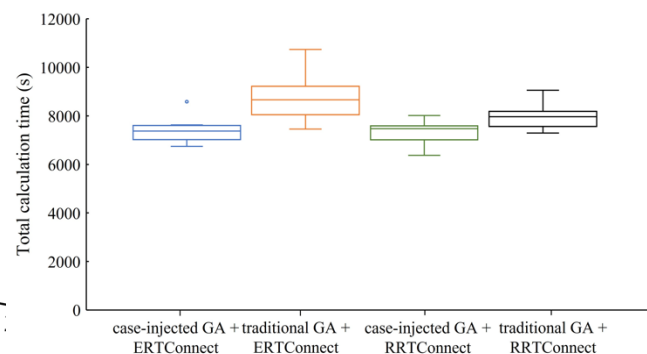 12000
10000
8000
6000
4000
2000
0
Total calculation time (s)
case-injected GA + traditional GA + case-injected GA + traditional GA +
ERTConnect ERTConnect RRTConnect RRTConnect